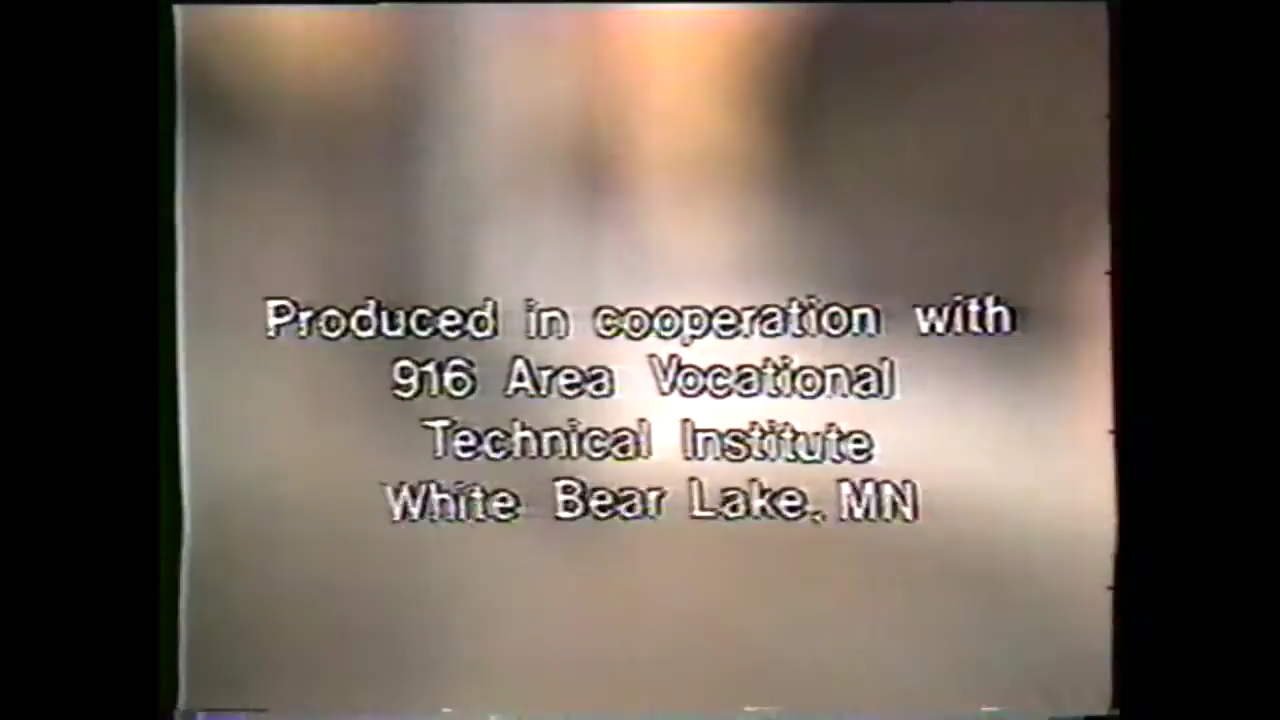 Produced in cooperation with
916 Area Vocational
Technical Institute
White Bear Lake, MN